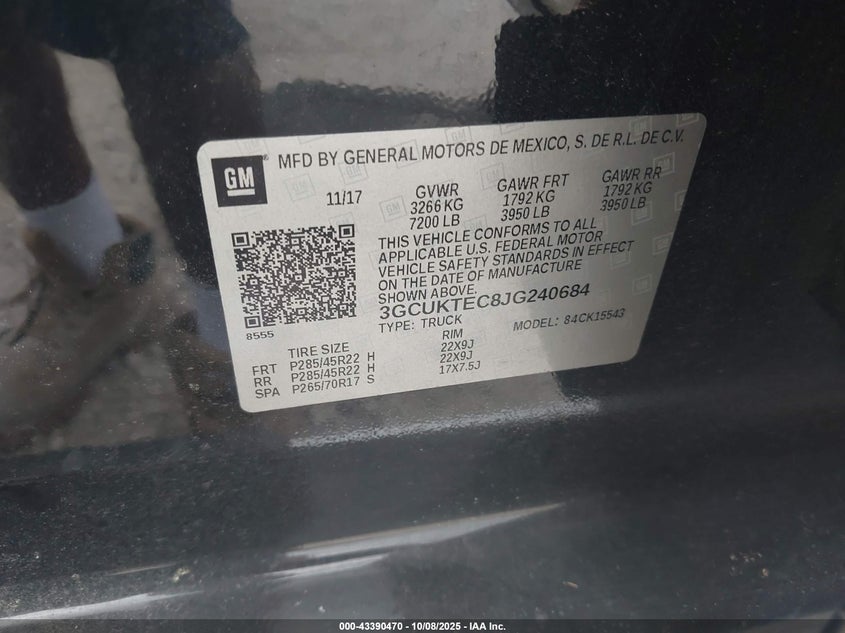 GM
MFD BY GENERAL MOTORS DE MEXICO, S. DE R.L. DE C.V.
11/17
GVWR
3266 KG
7200 LB
GAWR FRT
1792 KG
3950 LB
GAWR RR
1792 KG
3950 LB
THIS VEHICLE CONFORMS TO ALL
APPLICABLE U.S. FEDERAL MOTOR
VEHICLE SAFETY STANDARDS IN EFFECT
ON THE DATE OF MANUFACTURE
SHOWN ABOVE.
3GCUKTEC8JG240684
TYPE: TRUCK MODEL: 84CK15543
8555
TIRE SIZE RIM
FRT P285/45R22 H 22X9J
RR P285/45R22 H 22X9J
SPA P265/70R17 S 17X7.5J
000-43390470 - 10/08/2025 - IAA Inc.